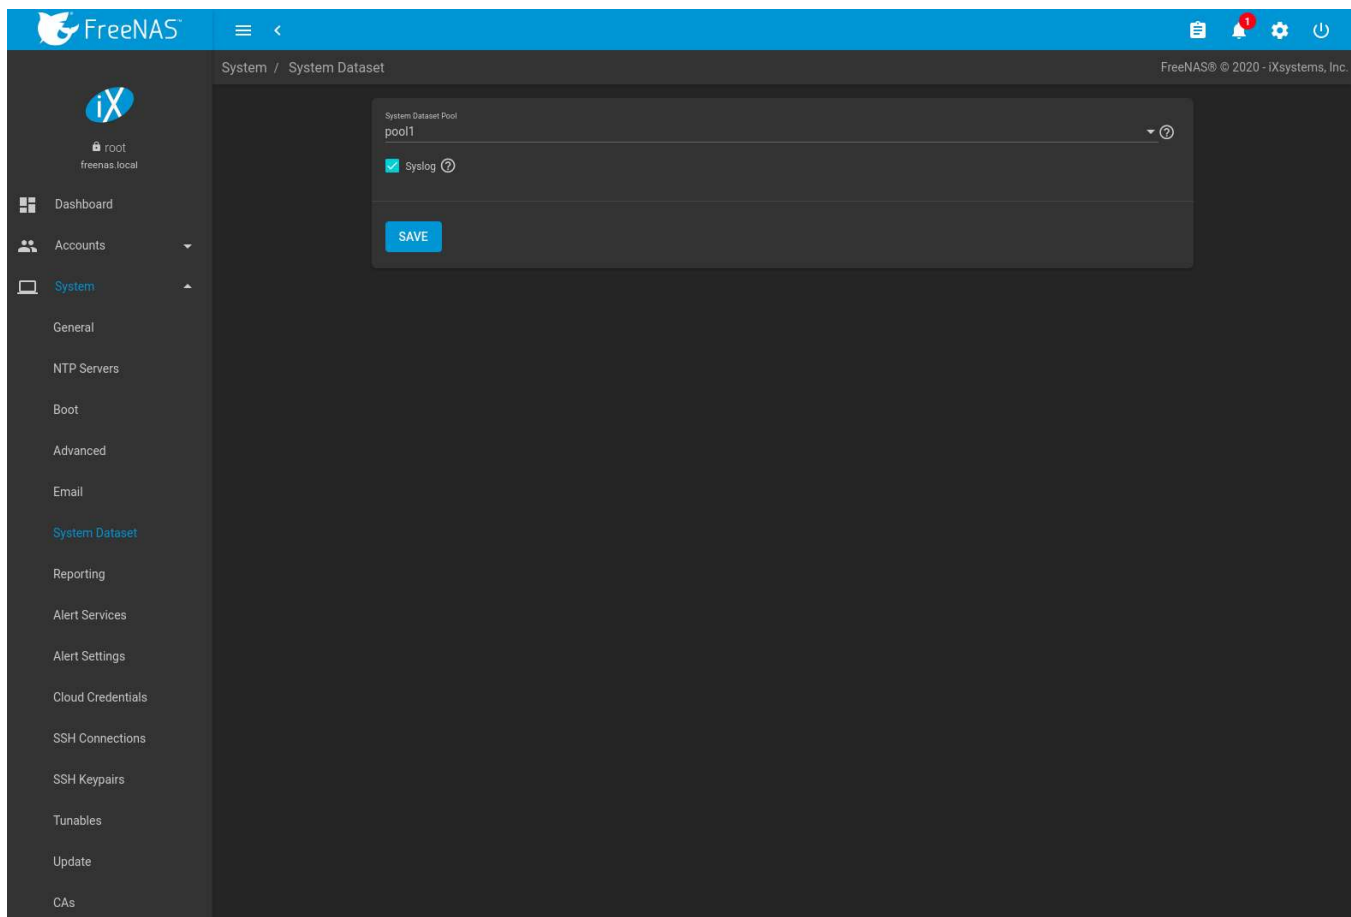 FreeNAS™
1
System / System Dataset
FreeNAS® © 2020 - iXsystems, Inc.
iX
root
freenas.local
Dashboard
Accounts
System
General
NTP Servers
Boot
Advanced
Email
System Dataset
Reporting
Alert Services
Alert Settings
Cloud Credentials
SSH Connections
SSH Keypairs
Tunables
Update
CAs
System Dataset Pool
pool1
Syslog
SAVE